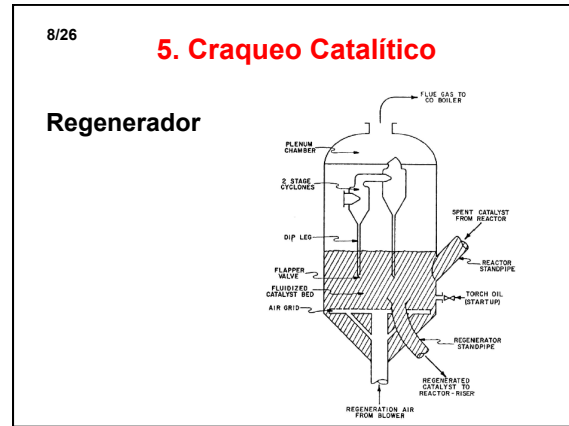 8/26
5. Craqueo Catalítico
Regenerador
FLUE GAS TO
CO BOILER
PLENUM
CHAMBER
2 STAGE
CYCLONES
SPENT CATALYST
FROM REACTOR
DIP LEG
REACTOR
STANDPIPE
FLAPPER
VALVE
FLUIDIZED
CATALYST BED
TORCH OIL
(STARTUP)
AIR GRID
REGENERATOR
STANDPIPE
REGENERATED
CATALYST TO
REACTOR-RISER
REGENERATION AIR
FROM BLOWER